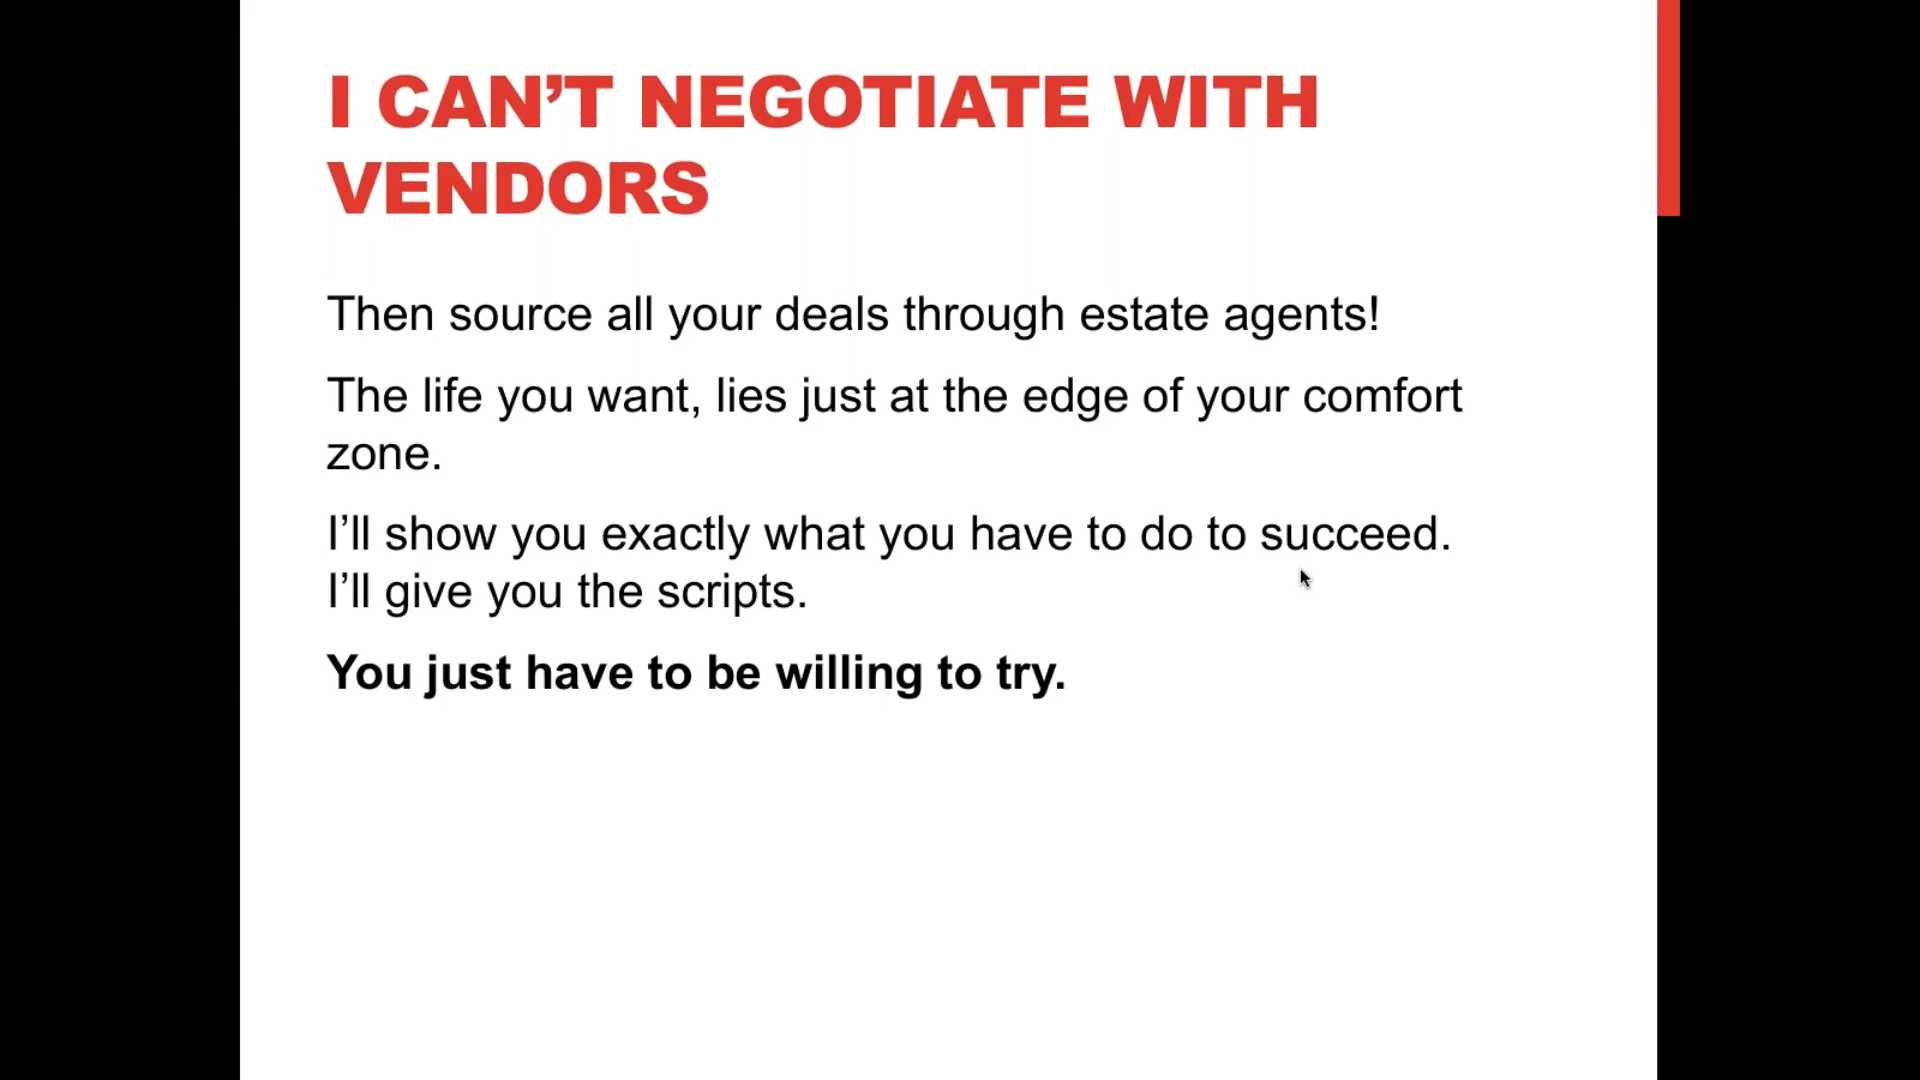 I CAN’T NEGOTIATE WITH
VENDORS
Then source all your deals through estate agents!
The life you want, lies just at the edge of your comfort
zone.
I’ll show you exactly what you have to do to succeed.
I’ll give you the scripts.
You just have to be willing to try.